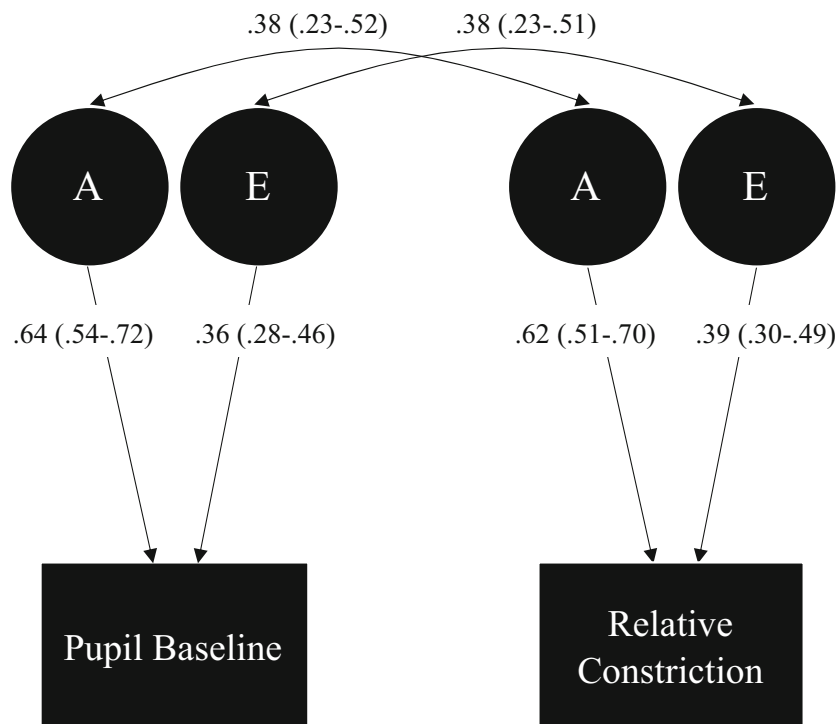 .38 (.23-.52) .38 (.23-.51)
A E A E
.64 (.54-.72) .36 (.28-.46) .62 (.51-.70) .39 (.30-.49)
Pupil Baseline
Relative
Constriction